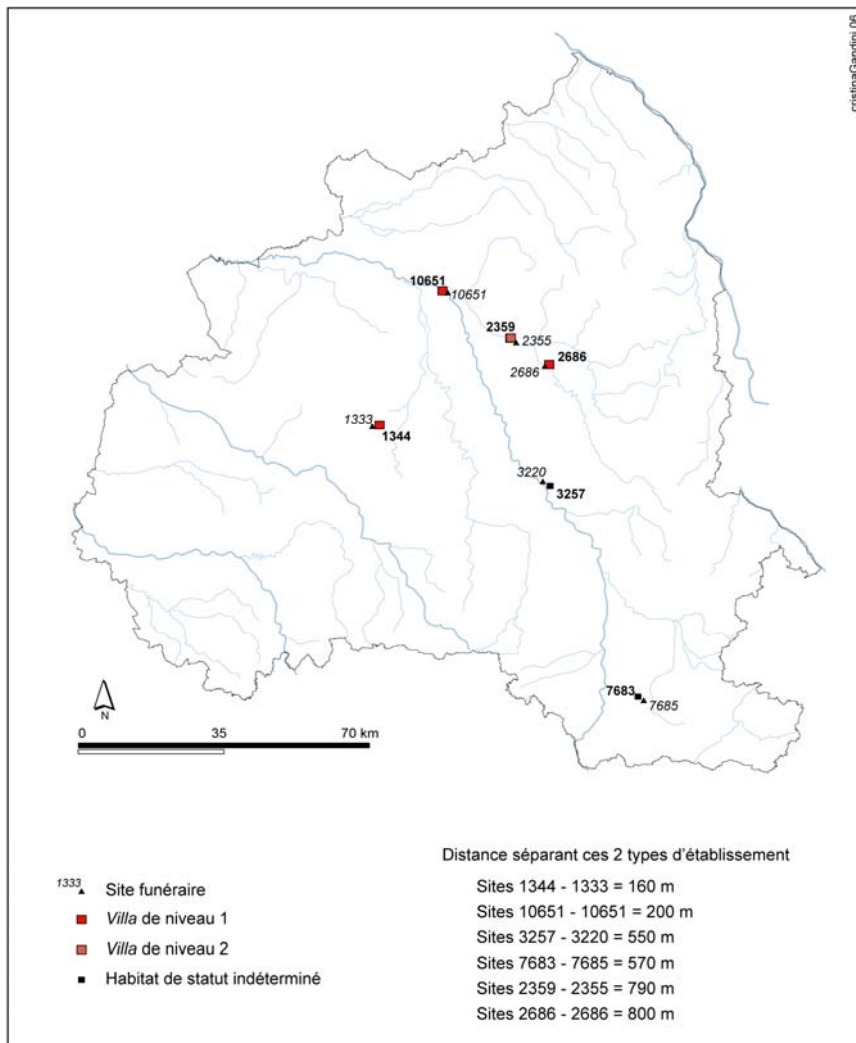 cristinaGandini 06
10651
10651
2359
2355
2686
2686
1333
1344
3220
3257
7683
7685
N
0 35 70 km
Distance séparant ces 2 types d'établissement
1333 Site funéraire
Villa de niveau 1
Villa de niveau 2
Habitat de statut indéterminé
Sites 1344 - 1333 = 160 m
Sites 10651 - 10651 = 200 m
Sites 3257 - 3220 = 550 m
Sites 7683 - 7685 = 570 m
Sites 2359 - 2355 = 790 m
Sites 2686 - 2686 = 800 m